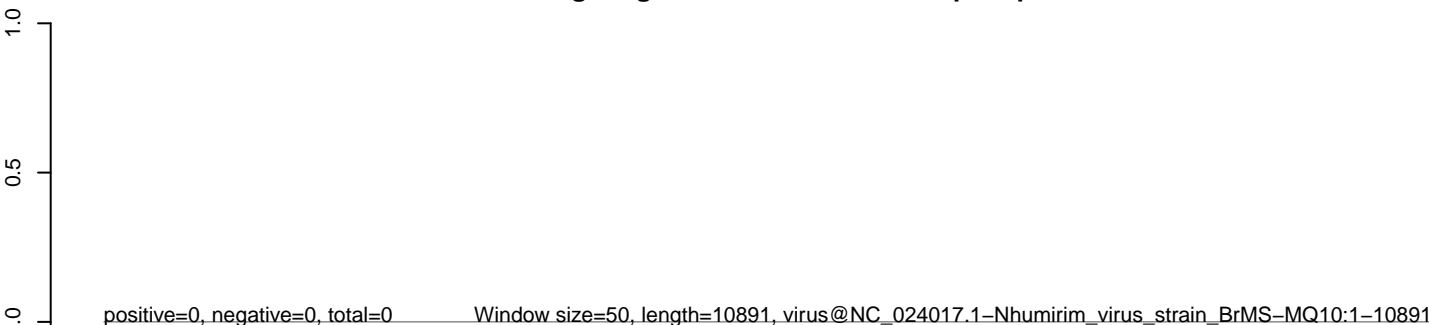 1.0
0.5
.0
positive=0, negative=0, total=0 Window size=50, length=10891, virus@NC_024017.1−Nhumirim_virus_strain_BrMS−MQ10:1−10891